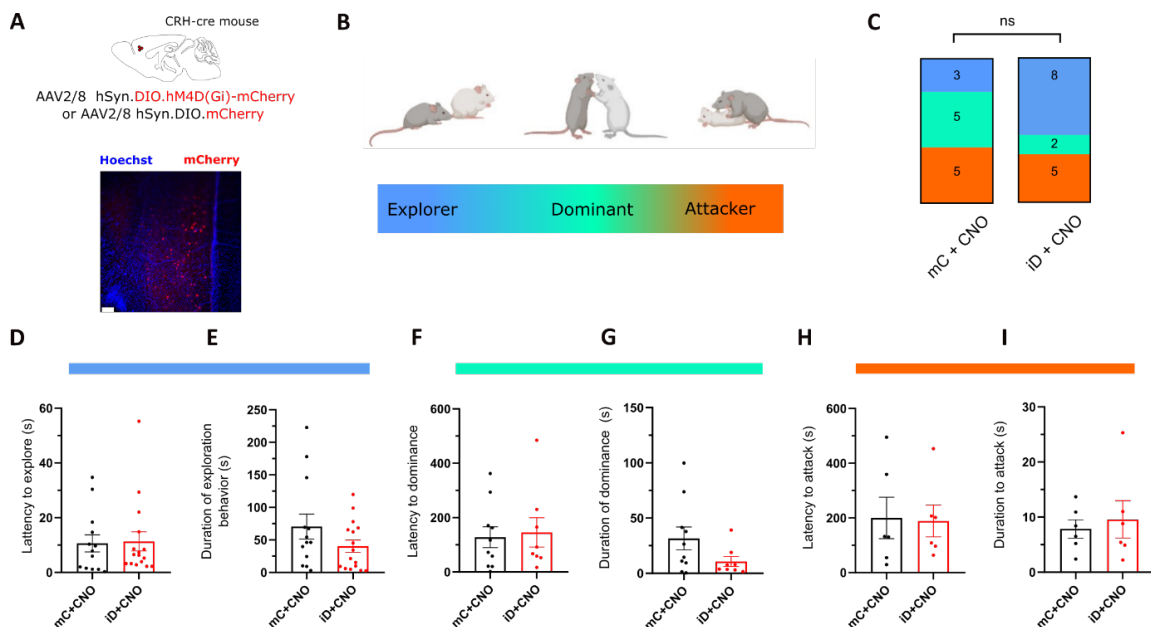 A
CRH-cre mouse
AAV2/8 hSyn.DIO.hM4D(Gi)-mCherry
or AAV2/8 hSyn.DIO.mCherry
Hoechst mCherry
B
Explorer Dominant Attacker
C
ns
3
5
5
8
2
5
mC + CNO
iD + CNO
D
Latency to explore (s)
60
40
20
0
mC+CNO
iD+CNO
E
Duration of exploration
behavior (s)
250
225
200
175
150
125
100
75
50
25
0
mC+CNO
iD+CNO
F
Latency to dominance
600
400
200
0
mC+CNO
iD+CNO
G
Duration of dominance (s)
150
100
50
0
mC+CNO
iD+CNO
H
Latency to attack (s)
600
400
200
0
mC+CNO
iD+CNO
I
Duration to attack (s)
30
20
10
0
mC+CNO
iD+CNO